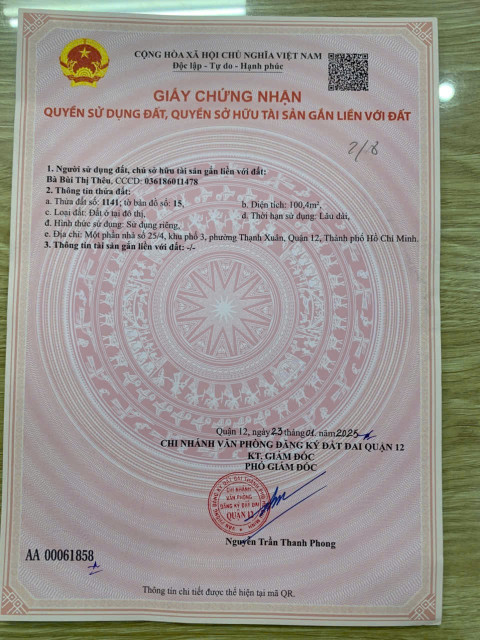 CỘNG HÒA XÃ HỘI CHỦ NGHĨA VIỆT NAM
Độc lập - Tự do - Hạnh phúc
GIẤY CHỨNG NHẬN
QUYỀN SỬ DỤNG ĐẤT, QUYỀN SỞ HỮU TÀI SẢN GẮN LIỀN VỚI ĐẤT
2/8
1. Người sử dụng đất, chủ sở hữu tài sản gắn liền với đất:
Bà Bùi Thị Thêu, CCCD: 036186011478
2. Thông tin thửa đất:
a. Thửa đất số: 1141; tờ bản đồ số: 15, b. Diện tích: 100,4m².
c. Loại đất: Đất ở tại đô thị, d. Thời hạn sử dụng: Lâu dài,
đ. Hình thức sử dụng: Sử dụng riêng,
e. Địa chỉ: Một phần nhà số 25/4, khu phố 3, phường Thạnh Xuân, Quận 12, Thành phố Hồ Chí Minh.
3. Thông tin tài sản gắn liền với đất: -/-
Quận 12, ngày 23 tháng 01 năm 2025
CHI NHÁNH VĂN PHÒNG ĐĂNG KÝ ĐẤT ĐAI QUẬN 12
KT. GIÁM ĐỐC
PHÓ GIÁM ĐỐC
CHI NHÁNH
VĂN PHÒNG
ĐĂNG KÝ ĐẤT ĐAI
QUẬN 12
Nguyễn Trần Thanh Phong
AA 00061858
Thông tin chi tiết được thể hiện tại mã QR.